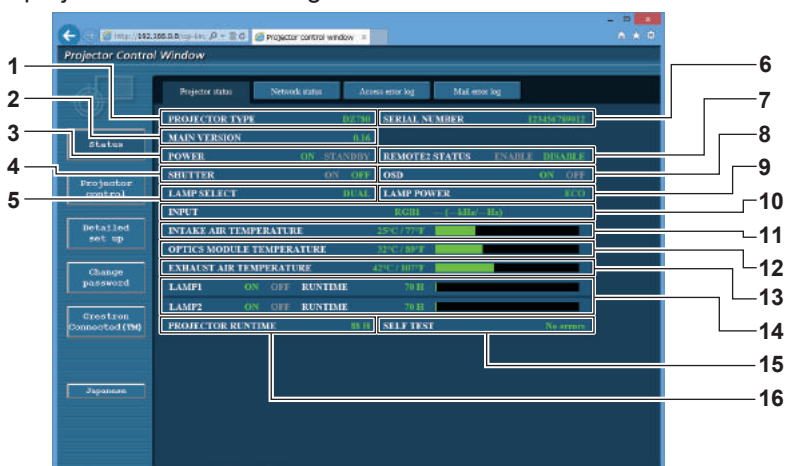 Projector control window
Projector Control Window
Projector status Network status Access error log Mail error log
PROJECTOR TYPE DZ780 SERIAL NUMBER 123456789012
MAIN VERSION 0.16
POWER ON STANDBY REMOTE2 STATUS ENABLE DISABLE
SHUTTER ON OFF OSD ON OFF
LAMP SELECT DUAL LAMP POWER ECO
INPUT RGB1 --- (---kHz/---Hz)
INTAKE AIR TEMPERATURE 25°C / 77°F
OPTICS MODULE TEMPERATURE 32°C / 89°F
EXHAUST AIR TEMPERATURE 42°C / 107°F
LAMP1 ON OFF RUNTIME 70 H
LAMP2 ON OFF RUNTIME 70 H
PROJECTOR RUNTIME 88 H SELF TEST No errors
Status
Projector
control
Detailed
set up
Change
password
Crestron
Connected(TM)
Japanese
1
2
3
4
5
6
7
8
9
10
11
12
13
14
15
16